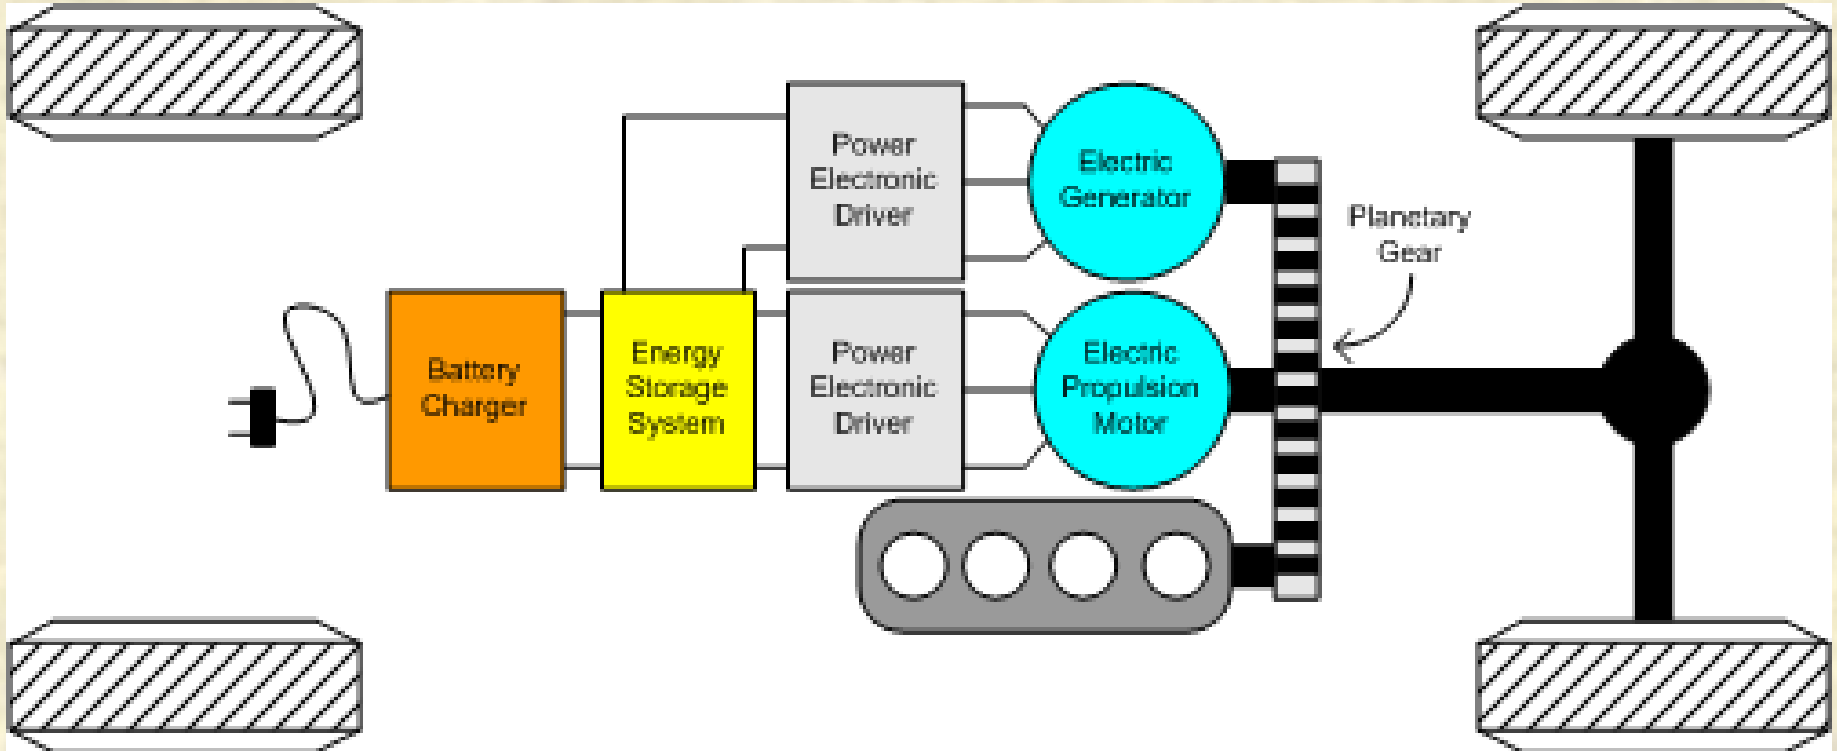 Power
Electronic
Driver
Electric
Generator
Planetary
Gear
Battery
Charger
Energy
Storage
System
Power
Electronic
Driver
Electric
Propulsion
Motor